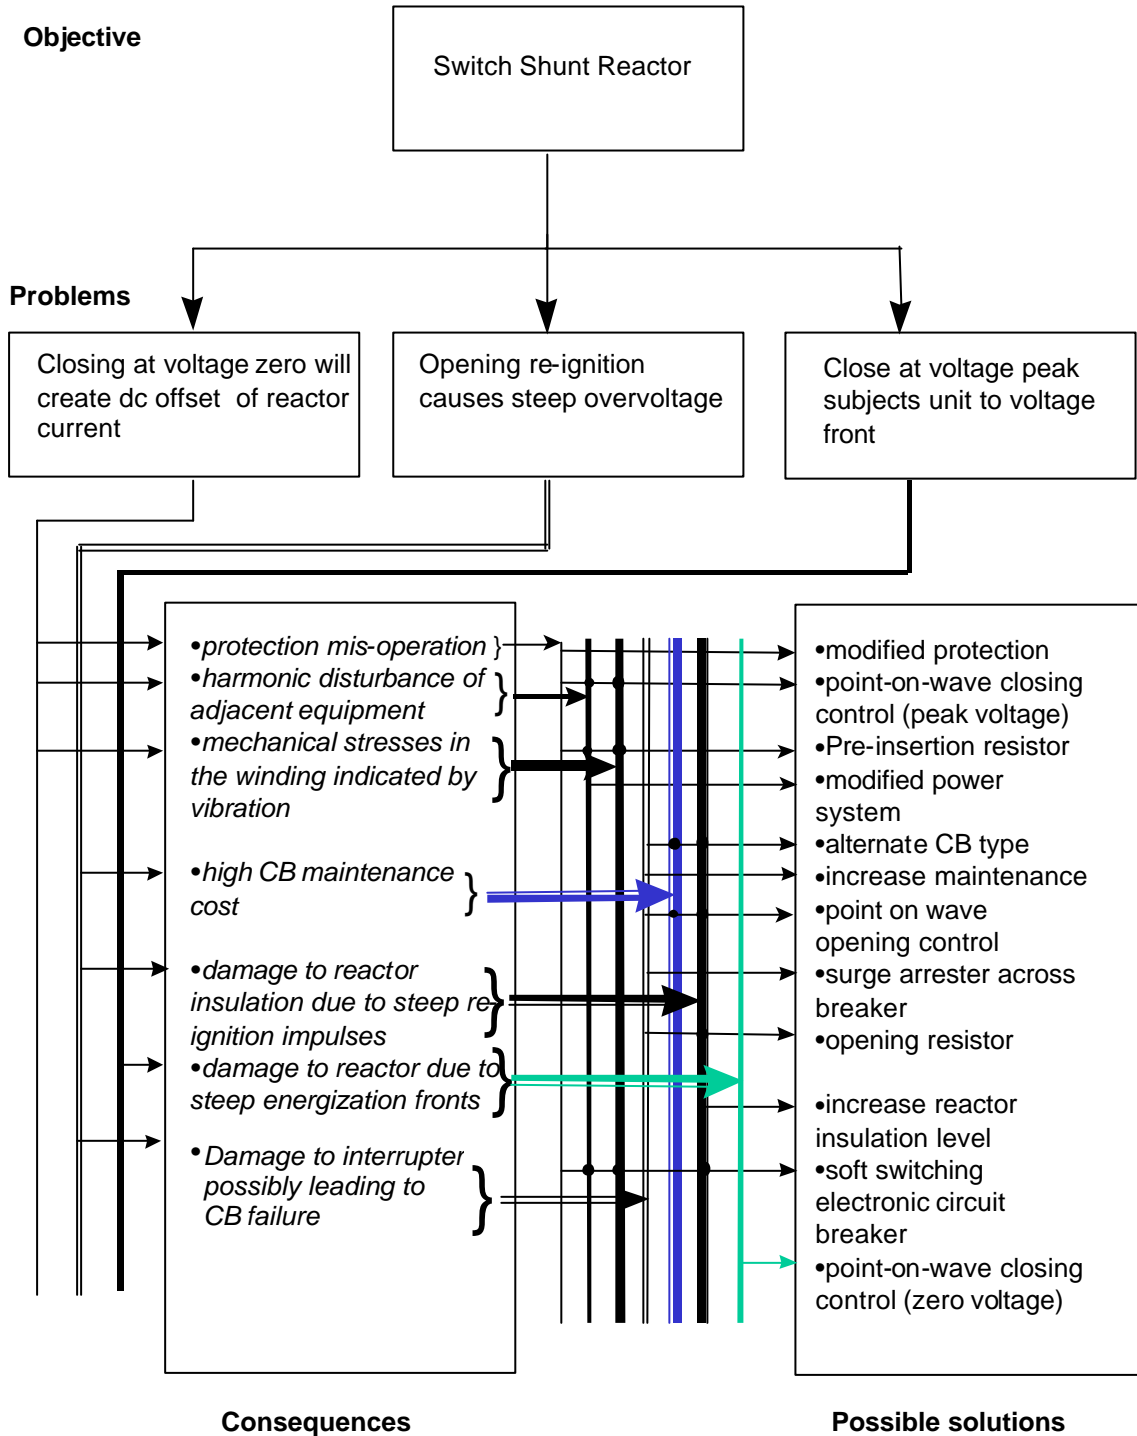 Objective
Switch Shunt Reactor
Problems
Closing at voltage zero will
create dc offset of reactor
current
Opening re-ignition
causes steep overvoltage
Close at voltage peak
subjects unit to voltage
front
•protection mis-operation
•harmonic disturbance of
adjacent equipment
•mechanical stresses in
the winding indicated by
vibration
•high CB maintenance
cost
•damage to reactor
insulation due to steep re-
ignition impulses
•damage to reactor due to
steep energization fronts
•Damage to interrupter
possibly leading to
CB failure
•modified protection
•point-on-wave closing
control (peak voltage)
•Pre-insertion resistor
•modified power
system
•alternate CB type
•increase maintenance
•point on wave
opening control
•surge arrester across
breaker
•opening resistor
•increase reactor
insulation level
•soft switching
electronic circuit
breaker
•point-on-wave closing
control (zero voltage)
Consequences
Possible solutions